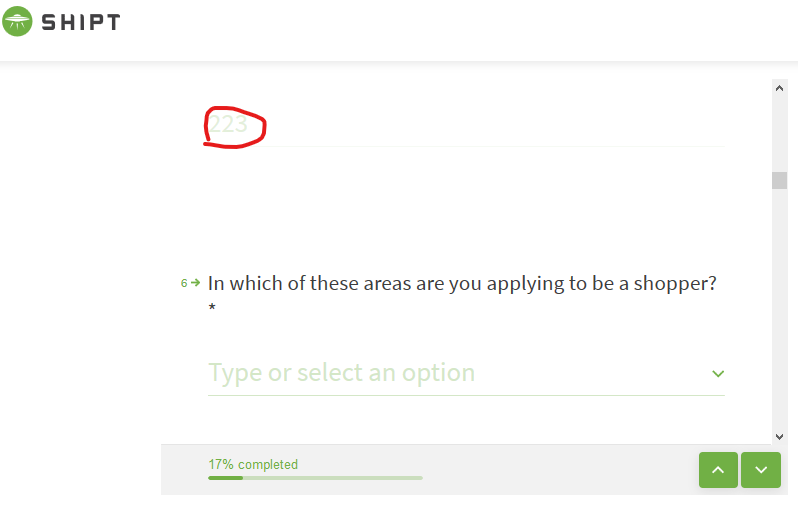 SHIPT
223
6 → In which of these areas are you applying to be a shopper?
*
Type or select an option
17% completed